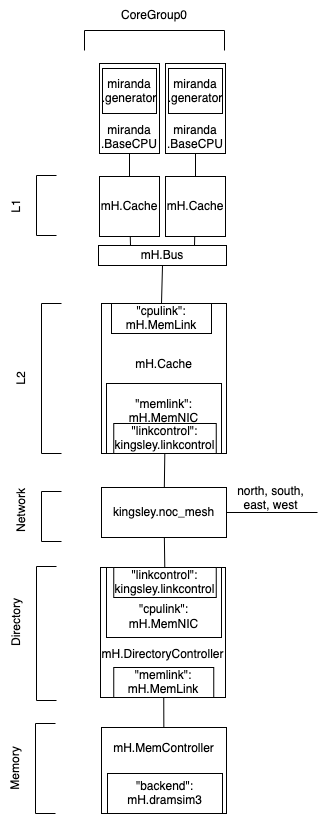 CoreGroup0
miranda
.generator
miranda
.BaseCPU
miranda
.generator
miranda
.BaseCPU
L1
mH.Cache
mH.Cache
mH.Bus
L2
"cpulink":
mH.MemLink
mH.Cache
"memlink":
mH.MemNIC
"linkcontrol":
kingsley.linkcontrol
Network
kingsley.noc_mesh
north, south,
east, west
Directory
"linkcontrol":
kingsley.linkcontrol
"cpulink":
mH.MemNIC
mH.DirectoryController
"memlink":
mH.MemLink
Memory
mH.MemController
"backend":
mH.dramsim3